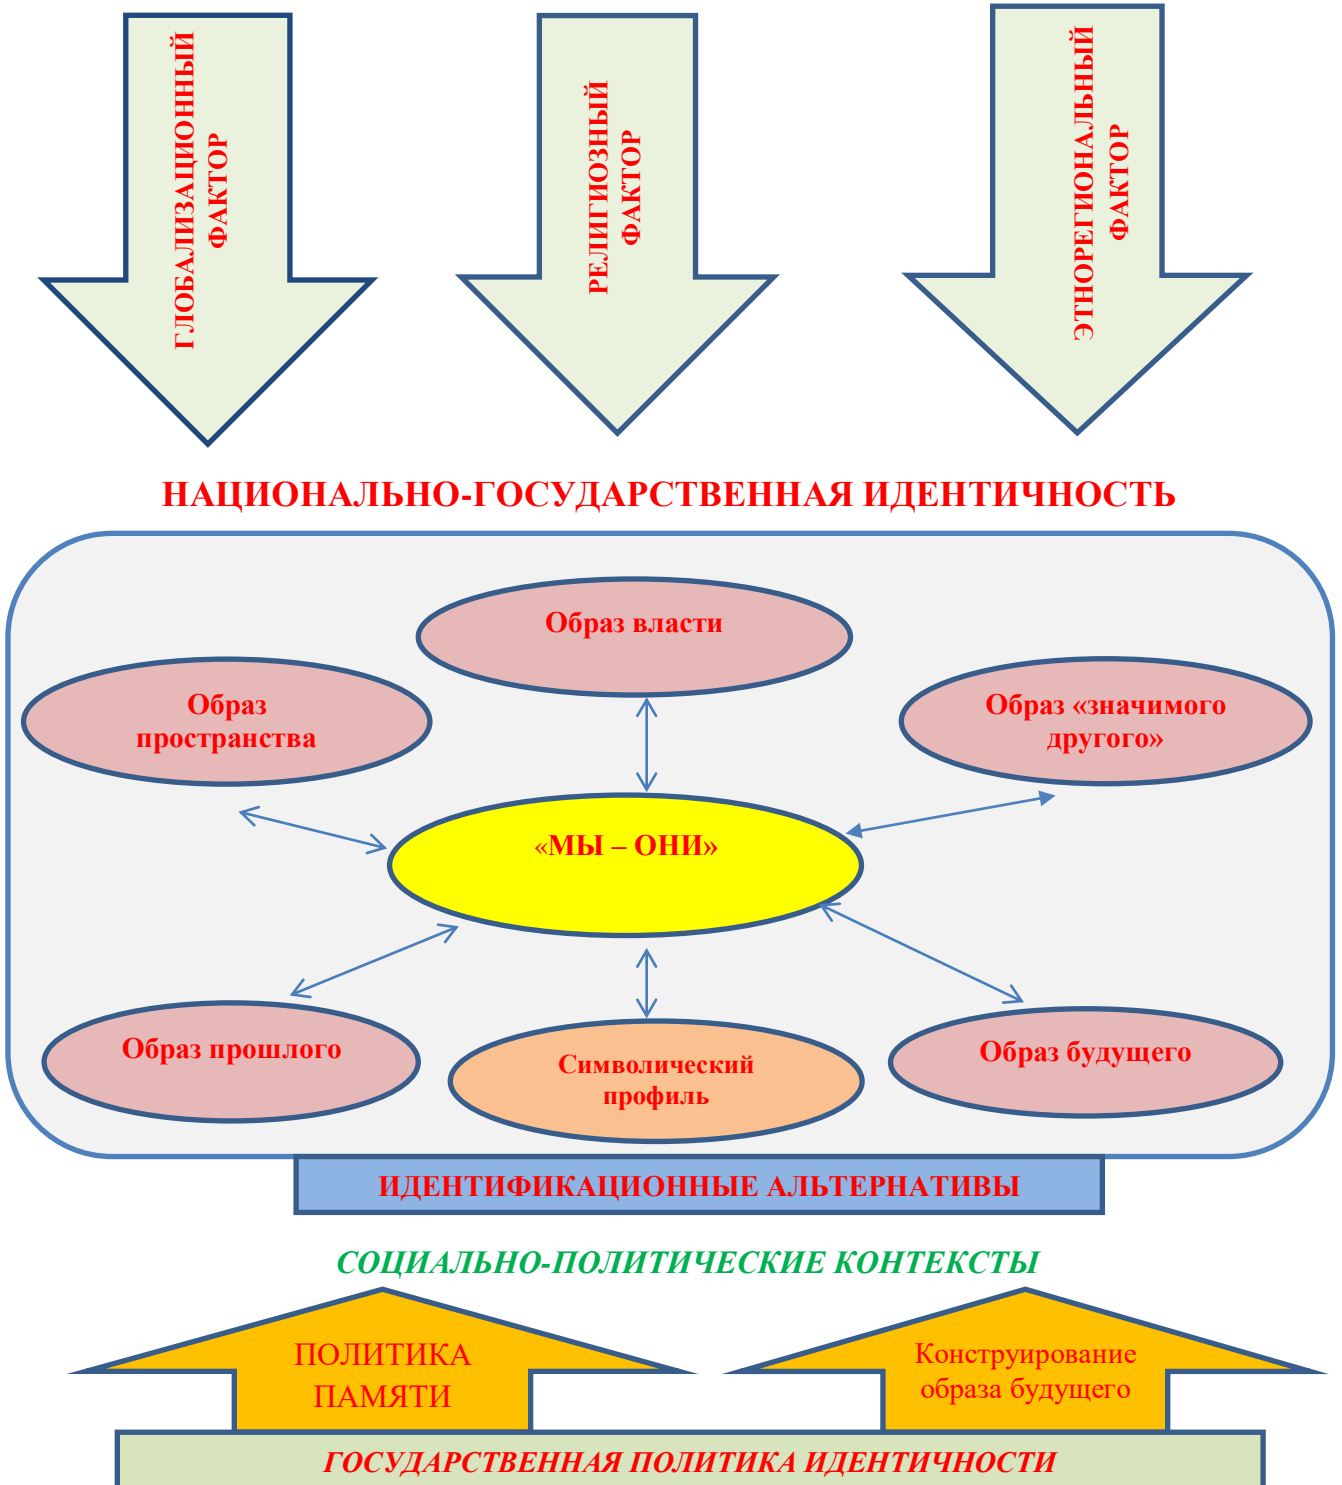 ГЛОБАЛИЗАЦИОННЫЙ
ФАКТОР
РЕЛИГИОЗНЫЙ
ФАКТОР
ЭТНОРЕГИОНАЛЬНЫЙ
ФАКТОР
НАЦИОНАЛЬНО-ГОСУДАРСТВЕННАЯ ИДЕНТИЧНОСТЬ
Образ власти
Образ
пространства
Образ «значимого
другого»
«МЫ – ОНИ»
Образ прошлого
Символический
профиль
Образ будущего
ИДЕНТИФИКАЦИОННЫЕ АЛЬТЕРНАТИВЫ
СОЦИАЛЬНО-ПОЛИТИЧЕСКИЕ КОНТЕКСТЫ
ПОЛИТИКА
ПАМЯТИ
Конструирование
образа будущего
ГОСУДАРСТВЕННАЯ ПОЛИТИКА ИДЕНТИЧНОСТИ